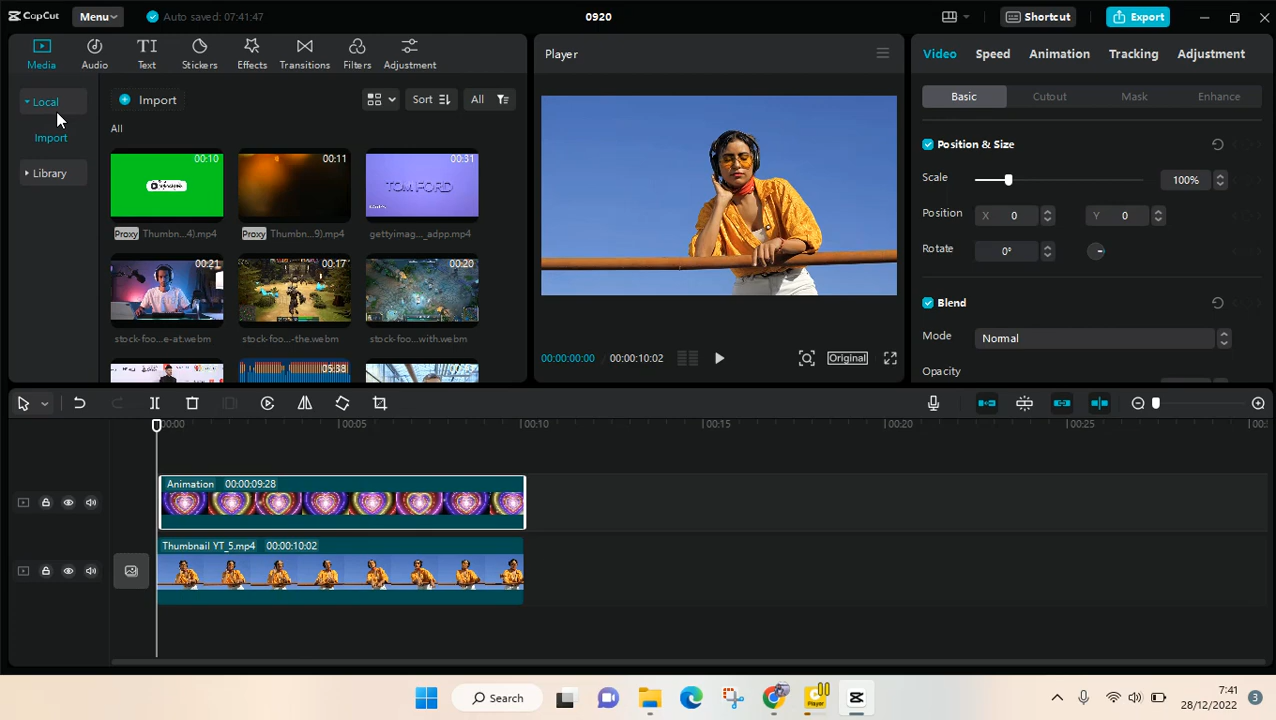 CapCut
Menu
Auto saved: 07:41:47
0920
Shortcut
Export
Media
Audio
Text
Stickers
Effects
Transitions
Filters
Adjustment
Local
Import
Library
Import
Sort
All
All
00:10
00:11
00:31
TOM FORD
Proxy Thumbn...4).mp4
Proxy Thumbn...9).mp4
gettyimag..._adpp.mp4
00:21
00:17
00:20
stock-foo...e-at.webm
stock-foo...-the.webm
stock-foo...with.webm
05:38
Player
00:00:00:00 / 00:00:10:02
Original
Video
Speed
Animation
Tracking
Adjustment
Basic
Cutout
Mask
Enhance
Position & Size
Scale
100%
Position
X 0
Y 0
Rotate
0°
Blend
Mode
Normal
Opacity
00:00
00:05
00:10
00:15
00:20
00:25
Animation 00:00:09:28
Thumbnail YT_5.mp4 00:00:10:02
Search
Player
7:41
28/12/2022
3